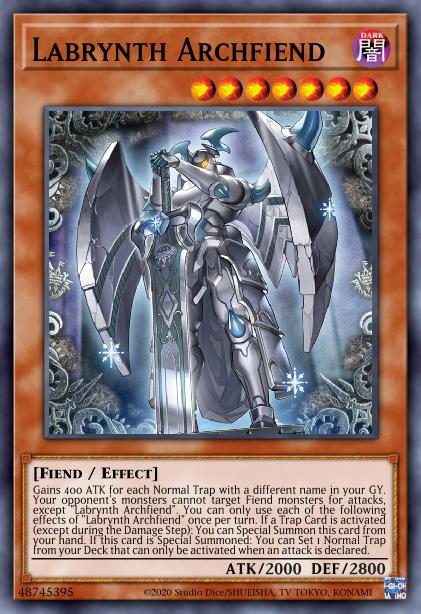 LABRYNTH ARCHFIEND
DARK
闇
[FIEND / EFFECT]
Gains 400 ATK for each Normal Trap with a different name in your GY.
Your opponent's monsters cannot target Fiend monsters for attacks,
except "Labrynth Archfiend". You can only use each of the following
effects of "Labrynth Archfiend" once per turn. If a Trap Card is activated
(except during the Damage Step): You can Special Summon this card from
your hand. If this card is Special Summoned: You can Set 1 Normal Trap
from your Deck that can only be activated when an attack is declared.
ATK/2000 DEF/2800
48745395
©2020 Studio Dice/SHUEISHA, TV TOKYO, KONAMI